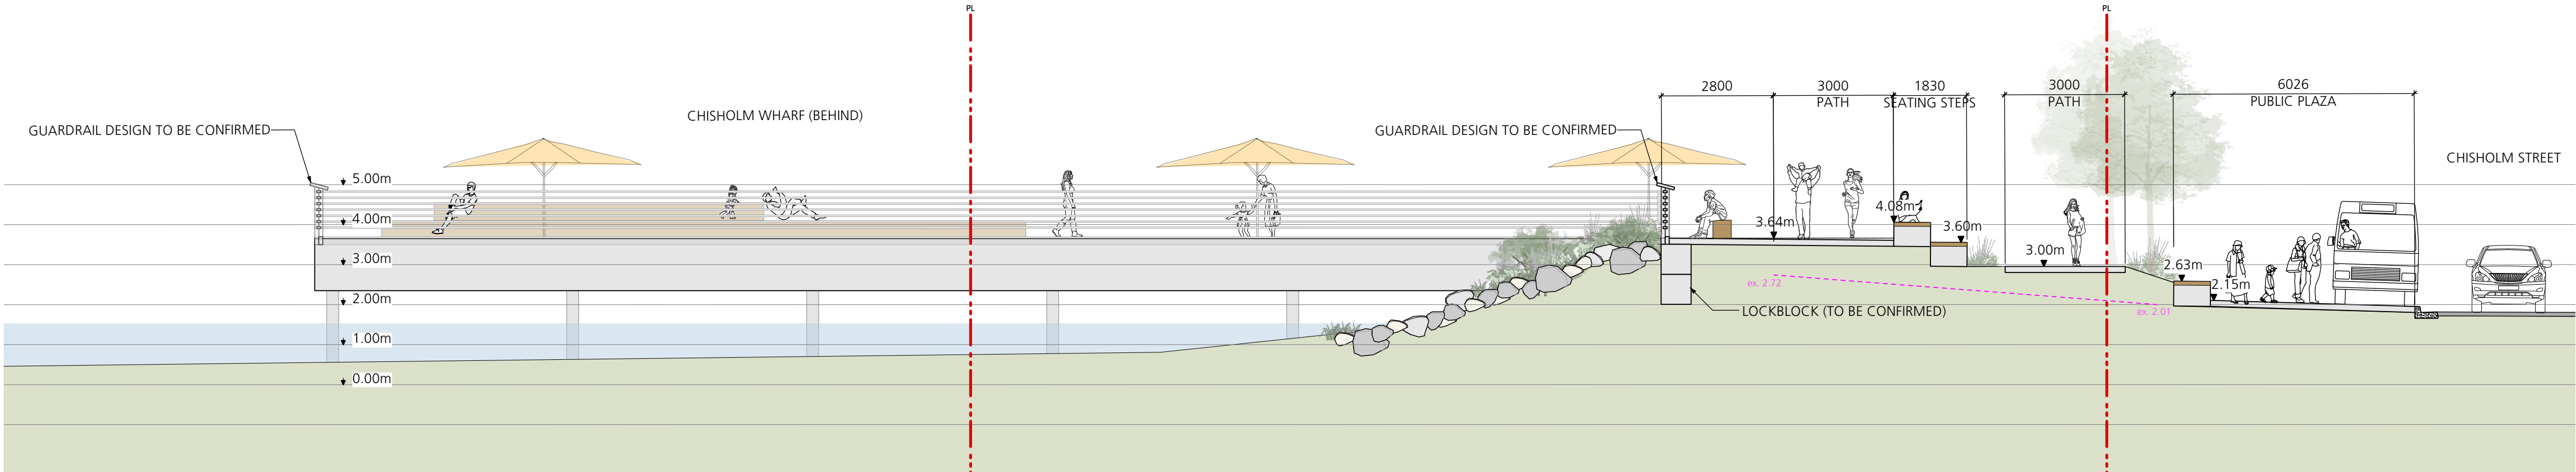 PL
PL
CHISHOLM WHARF (BEHIND)
GUARDRAIL DESIGN TO BE CONFIRMED
GUARDRAIL DESIGN TO BE CONFIRMED
2800
3000
PATH
1830
SEATING STEPS
3000
PATH
6026
PUBLIC PLAZA
CHISHOLM STREET
5.00m
4.00m
3.00m
2.00m
1.00m
0.00m
3.64m
4.08m
3.60m
3.00m
2.63m
2.15m
ex. 2.72
ex. 2.01
LOCKBLOCK (TO BE CONFIRMED)